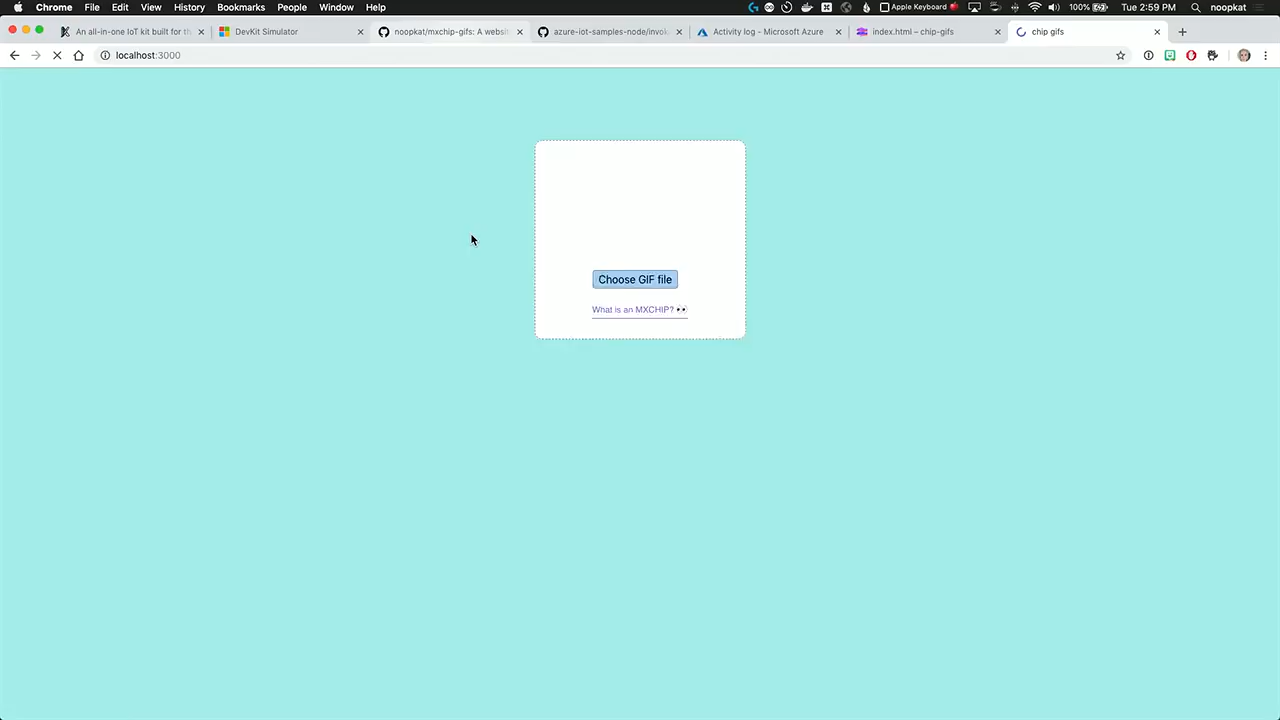 Chrome File Edit View History Bookmarks People Window Help Apple Keyboard 100% Tue 2:59 PM noopkat
An all-in-one IoT kit built for th DevKit Simulator noopkat/mxchip-gifs: A websi azure-iot-samples-node/invok Activity log - Microsoft Azure index.html – chip-gifs chip gifs
localhost:3000
Choose GIF file
What is an MXCHIP? 👀